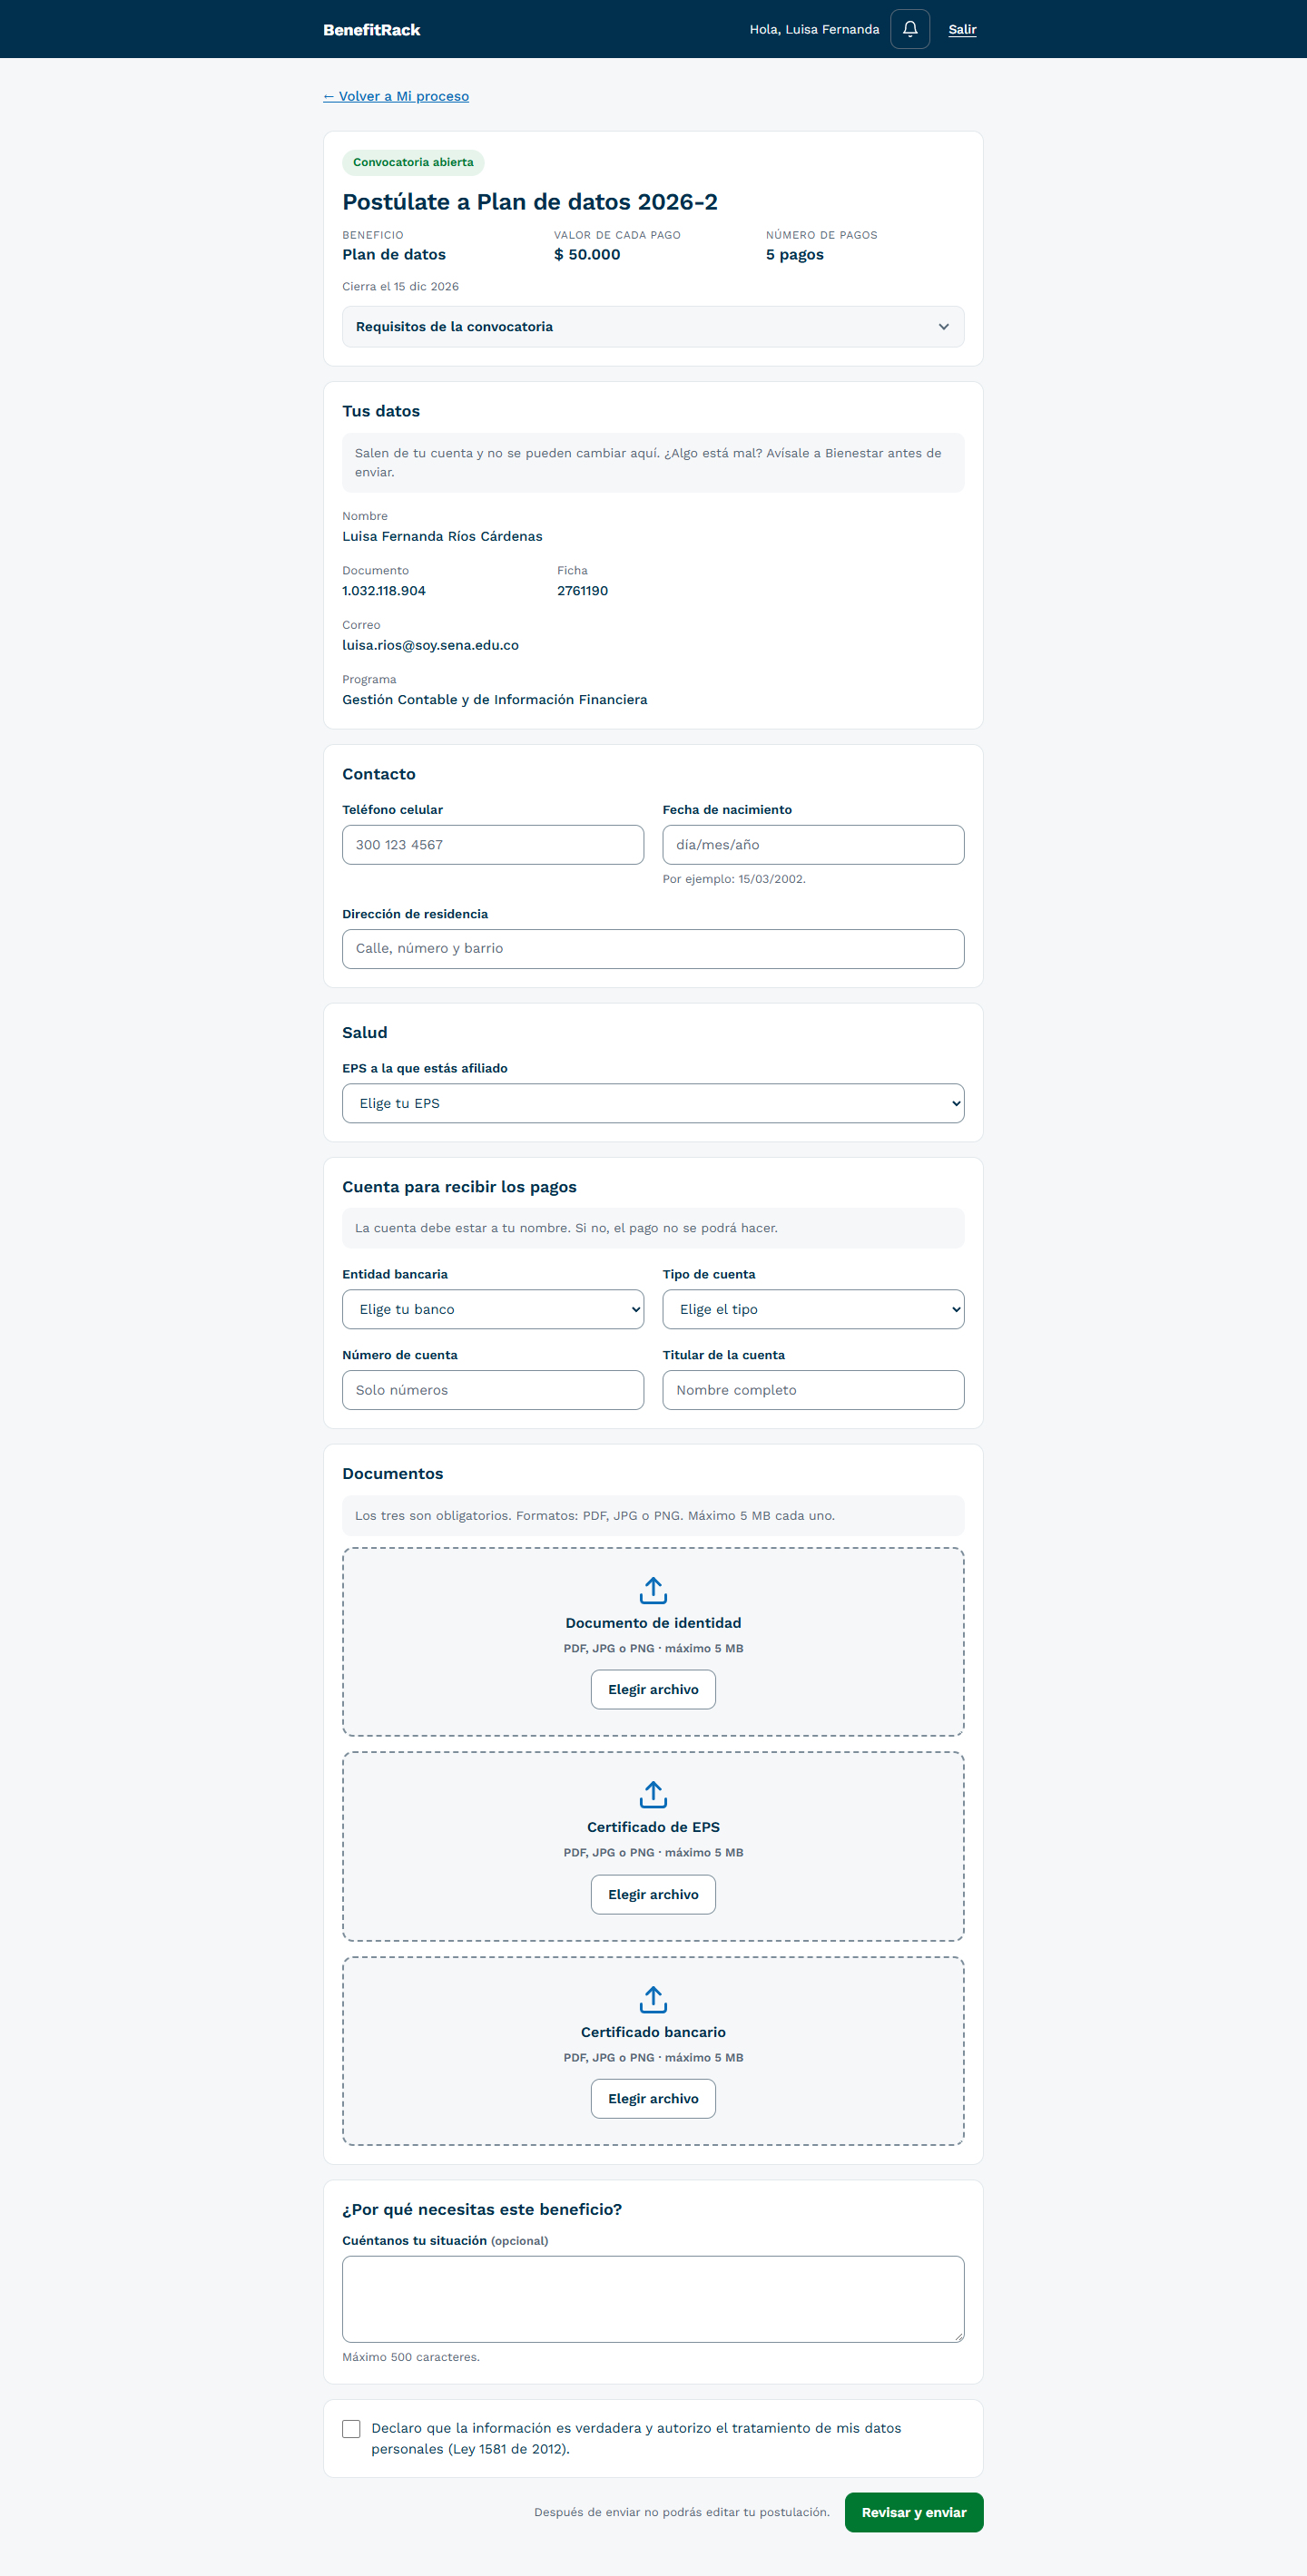 BenefitRack
Hola, Luisa Fernanda
Salir
← Volver a Mi proceso
Convocatoria abierta
Postúlate a Plan de datos 2026-2
BENEFICIO
VALOR DE CADA PAGO
NÚMERO DE PAGOS
Plan de datos
$ 50.000
5 pagos
Cierra el 15 dic 2026
Requisitos de la convocatoria
Tus datos
Salen de tu cuenta y no se pueden cambiar aquí. ¿Algo está mal? Avísale a Bienestar antes de
enviar.
Nombre
Luisa Fernanda Ríos Cárdenas
Documento
Ficha
1.032.118.904
2761190
Correo
luisa.rios@soy.sena.edu.co
Programa
Gestión Contable y de Información Financiera
Contacto
Teléfono celular
Fecha de nacimiento
300 123 4567
día/mes/año
Por ejemplo: 15/03/2002.
Dirección de residencia
Calle, número y barrio
Salud
EPS a la que estás afiliado
Elige tu EPS
Cuenta para recibir los pagos
La cuenta debe estar a tu nombre. Si no, el pago no se podrá hacer.
Entidad bancaria
Tipo de cuenta
Elige tu banco
Elige el tipo
Número de cuenta
Titular de la cuenta
Solo números
Nombre completo
Documentos
Los tres son obligatorios. Formatos: PDF, JPG o PNG. Máximo 5 MB cada uno.
Documento de identidad
PDF, JPG o PNG · máximo 5 MB
Elegir archivo
Certificado de EPS
PDF, JPG o PNG · máximo 5 MB
Elegir archivo
Certificado bancario
PDF, JPG o PNG · máximo 5 MB
Elegir archivo
¿Por qué necesitas este beneficio?
Cuéntanos tu situación (opcional)
Máximo 500 caracteres.
Declaro que la información es verdadera y autorizo el tratamiento de mis datos
personales (Ley 1581 de 2012).
Después de enviar no podrás editar tu postulación.
Revisar y enviar